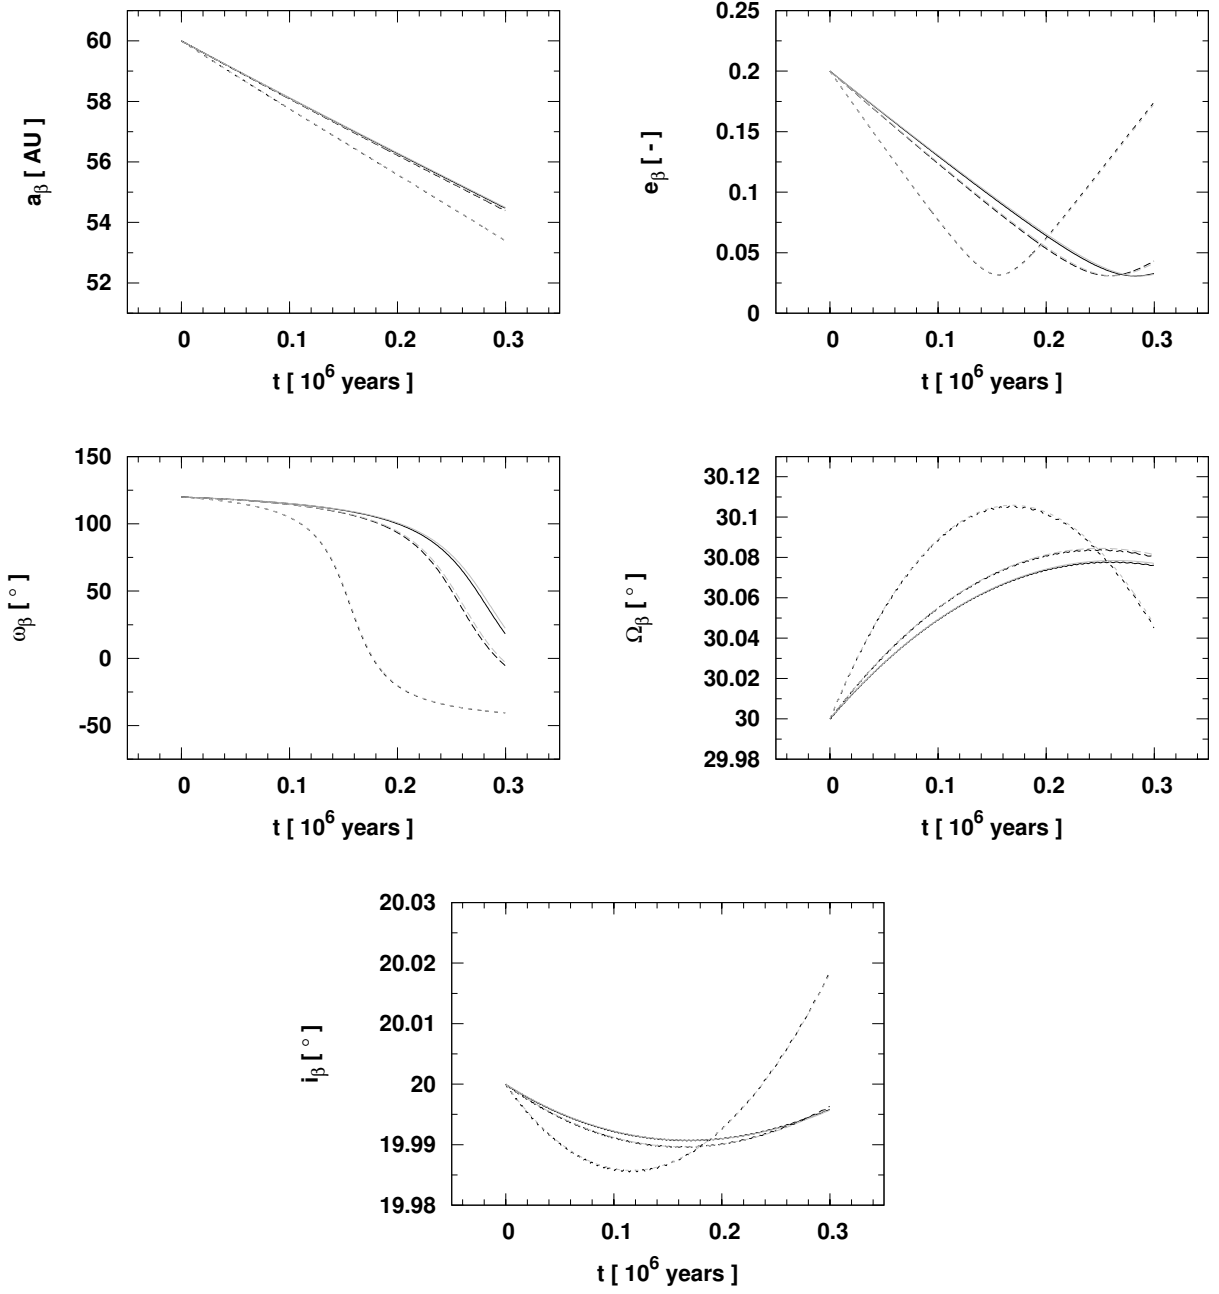 60
58
56
54
52
a_β [ AU ]
0 0.1 0.2 0.3
t [ 10^6 years ]
0.25
0.2
0.15
0.1
0.05
0
e_β [ - ]
0 0.1 0.2 0.3
t [ 10^6 years ]
150
100
50
0
-50
ω_β [ ° ]
0 0.1 0.2 0.3
t [ 10^6 years ]
30.12
30.1
30.08
30.06
30.04
30.02
30
29.98
Ω_β [ ° ]
0 0.1 0.2 0.3
t [ 10^6 years ]
20.03
20.02
20.01
20
19.99
19.98
i_β [ ° ]
0 0.1 0.2 0.3
t [ 10^6 years ]